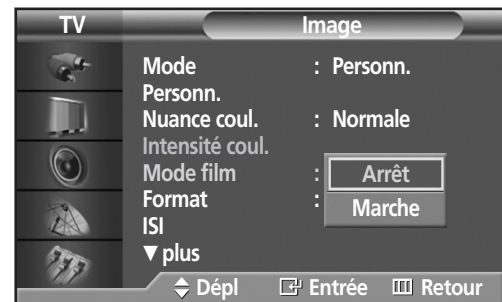 TV Image
Mode : Personn.
Personn.
Nuance coul. : Normale
Intensité coul.
Mode film : Arrêt
Format : Marche
ISI
▼ plus
Dépl Entrée Retour